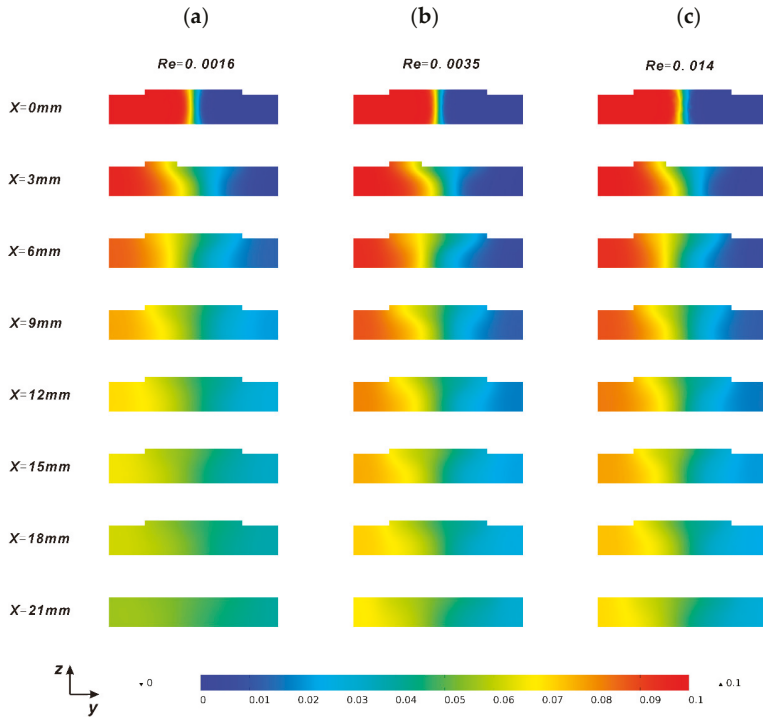 (a) (b) (c)
Re=0.0016 Re=0.0035 Re=0.014
X=0mm
X=3mm
X=6mm
X=9mm
X=12mm
X=15mm
X=18mm
X=21mm
z
y
▼ 0
▲ 0.1
0 0.01 0.02 0.03 0.04 0.05 0.06 0.07 0.08 0.09 0.1